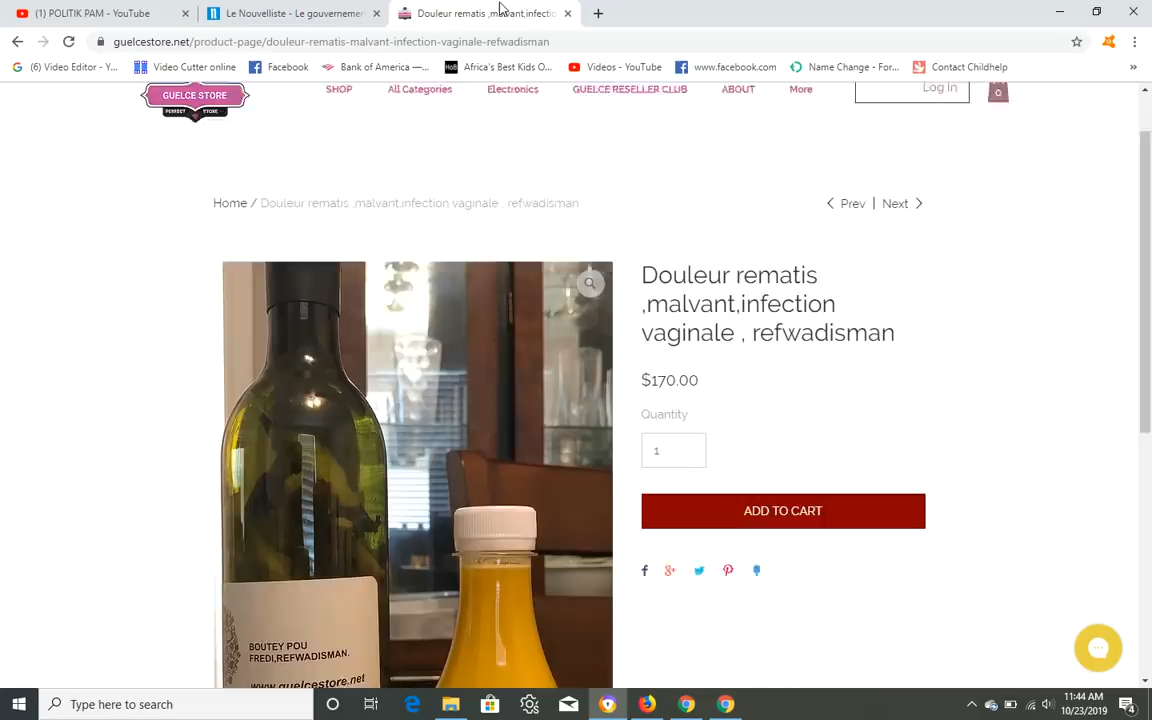 (1) POLITIK PAM - YouTube
Le Nouvelliste - Le gouvernemen
Douleur rematis ,malvant,infectio
guelcestore.net/product-page/douleur-rematis-malvant-infection-vaginale-refwadisman
(6) Video Editor - Y...
Video Cutter online
Facebook
Bank of America —...
Africa's Best Kids O...
Videos - YouTube
www.facebook.com
Name Change - For...
Contact Childhelp
»
GUELCE STORE
PERFECT STORE
SHOP
All Categories
Electronics
GUELCE RESELLER CLUB
ABOUT
More
Log In
0
Home / Douleur rematis ,malvant,infection vaginale , refwadisman
Prev | Next
Douleur rematis
,malvant,infection
vaginale , refwadisman
$170.00
Quantity
1
ADD TO CART
BOUTEY POU
FREDI,REFWADISMAN.
www.guelcestore.net
Type here to search
11:44 AM
10/23/2019
4